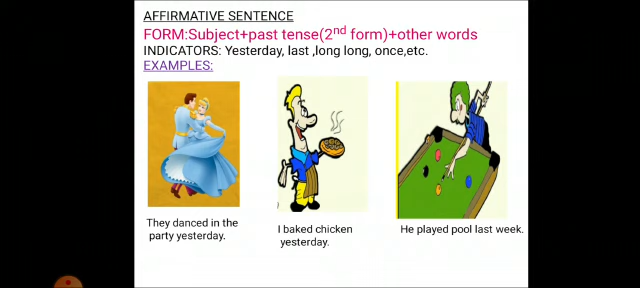 AFFIRMATIVE SENTENCE
FORM:Subject+past tense(2nd form)+other words
INDICATORS: Yesterday, last ,long long, once,etc.
EXAMPLES:
They danced in the
party yesterday.
I baked chicken
yesterday.
He played pool last week.